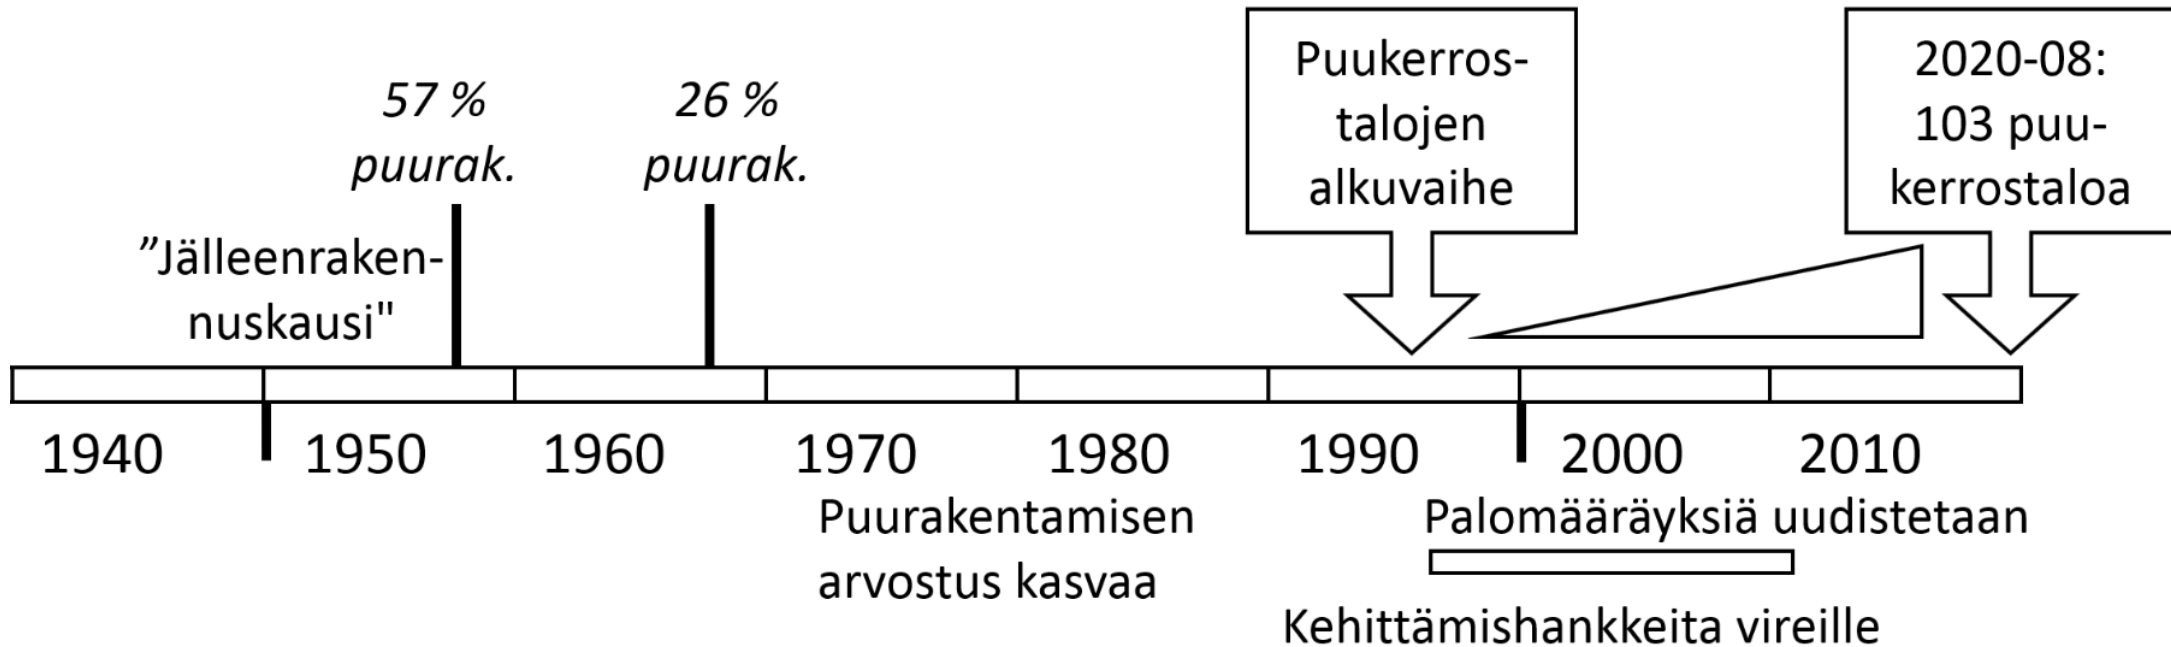 57 %
puurak.
26 %
puurak.
”Jälleenraken-
nuskausi"
Puukerros-
talojen
alkuvaihe
2020-08:
103 puu-
kerrostaloa
1940 1950 1960 1970 1980 1990 2000 2010
Puurakentamisen
arvostus kasvaa
Palomääräyksiä uudistetaan
Kehittämishankkeita vireille